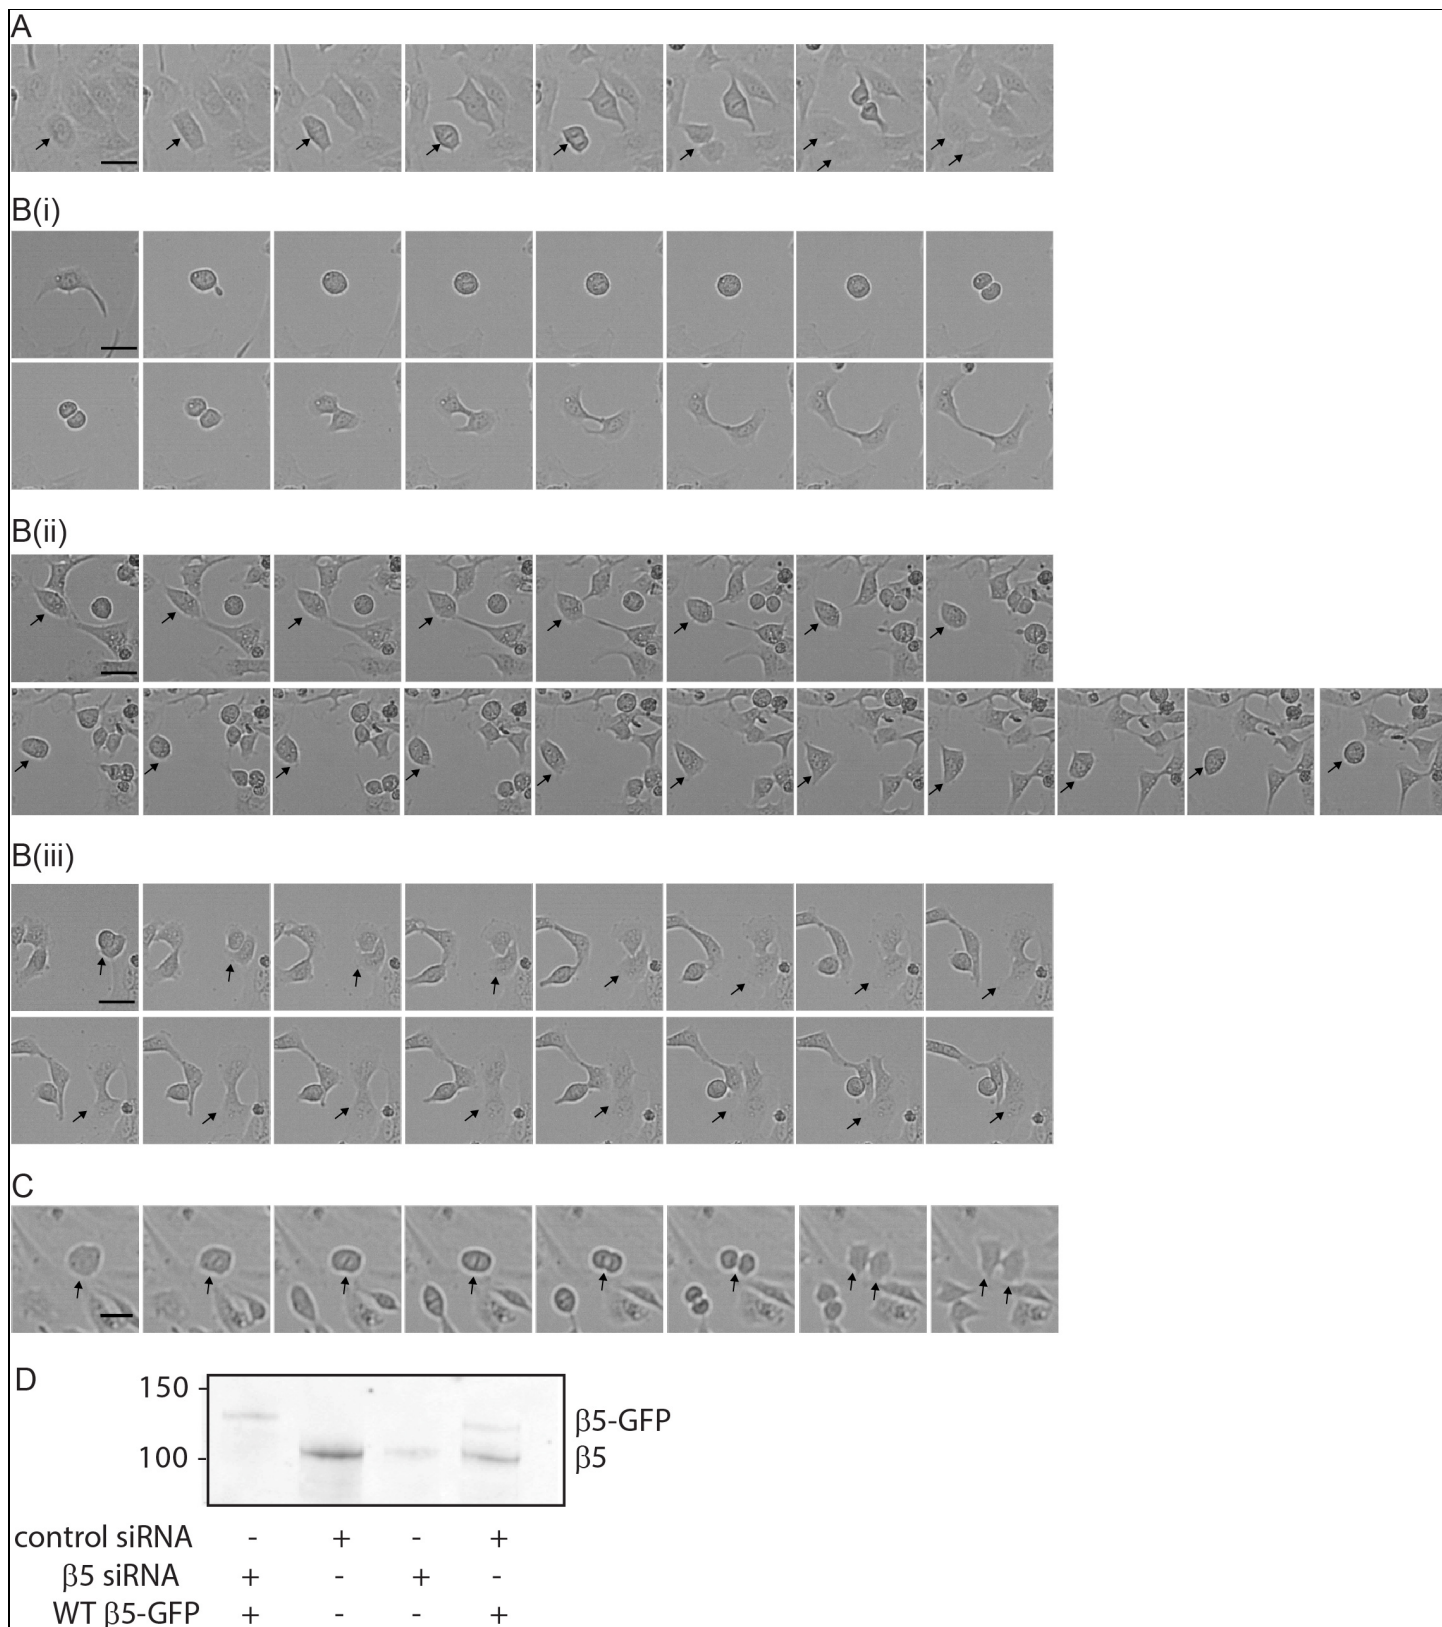 A
B(i)
B(ii)
B(iii)
C
D
150
β5-GFP
100
β5
control siRNA - + - +
β5 siRNA + - + -
WT β5-GFP + - - +